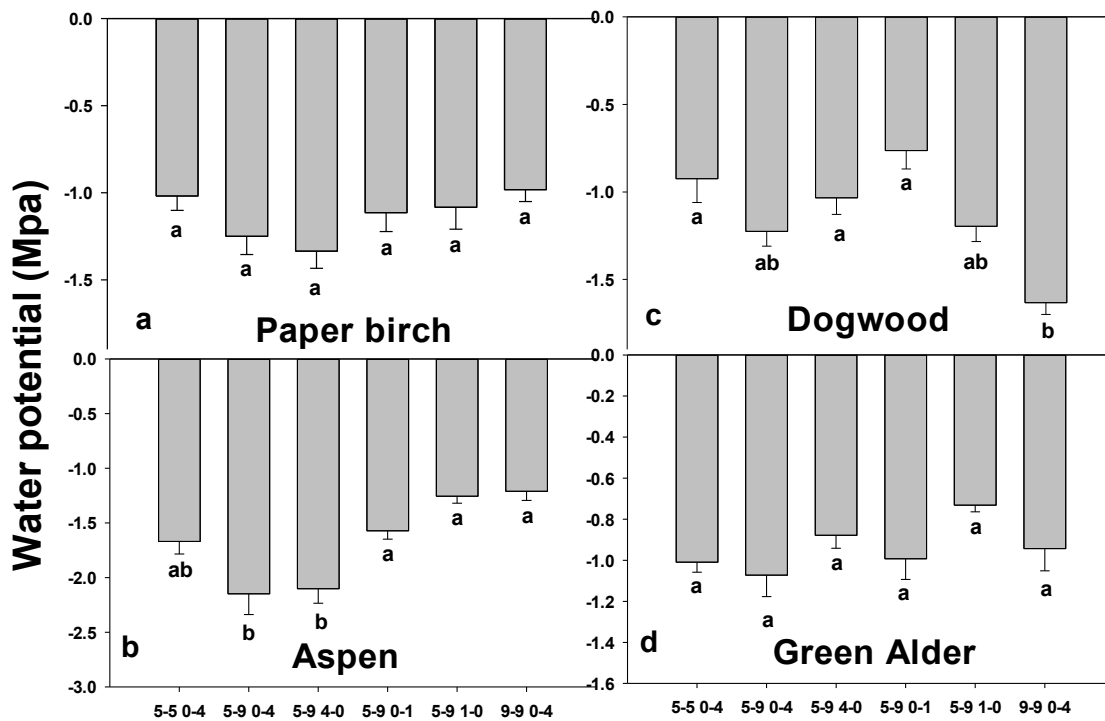 Water potential (Mpa)
0.0
-0.5
-1.0
-1.5
a a a a a a
a Paper birch
0.0
-0.5
-1.0
-1.5
a ab a a ab b
c Dogwood
0.0
-0.5
-1.0
-1.5
-2.0
-2.5
-3.0
ab b b a a a
b Aspen
5-5 0-4 5-9 0-4 5-9 4-0 5-9 0-1 5-9 1-0 9-9 0-4
0.0
-0.2
-0.4
-0.6
-0.8
-1.0
-1.2
-1.4
-1.6
a a a a a a
d Green Alder
5-5 0-4 5-9 0-4 5-9 4-0 5-9 0-1 5-9 1-0 9-9 0-4